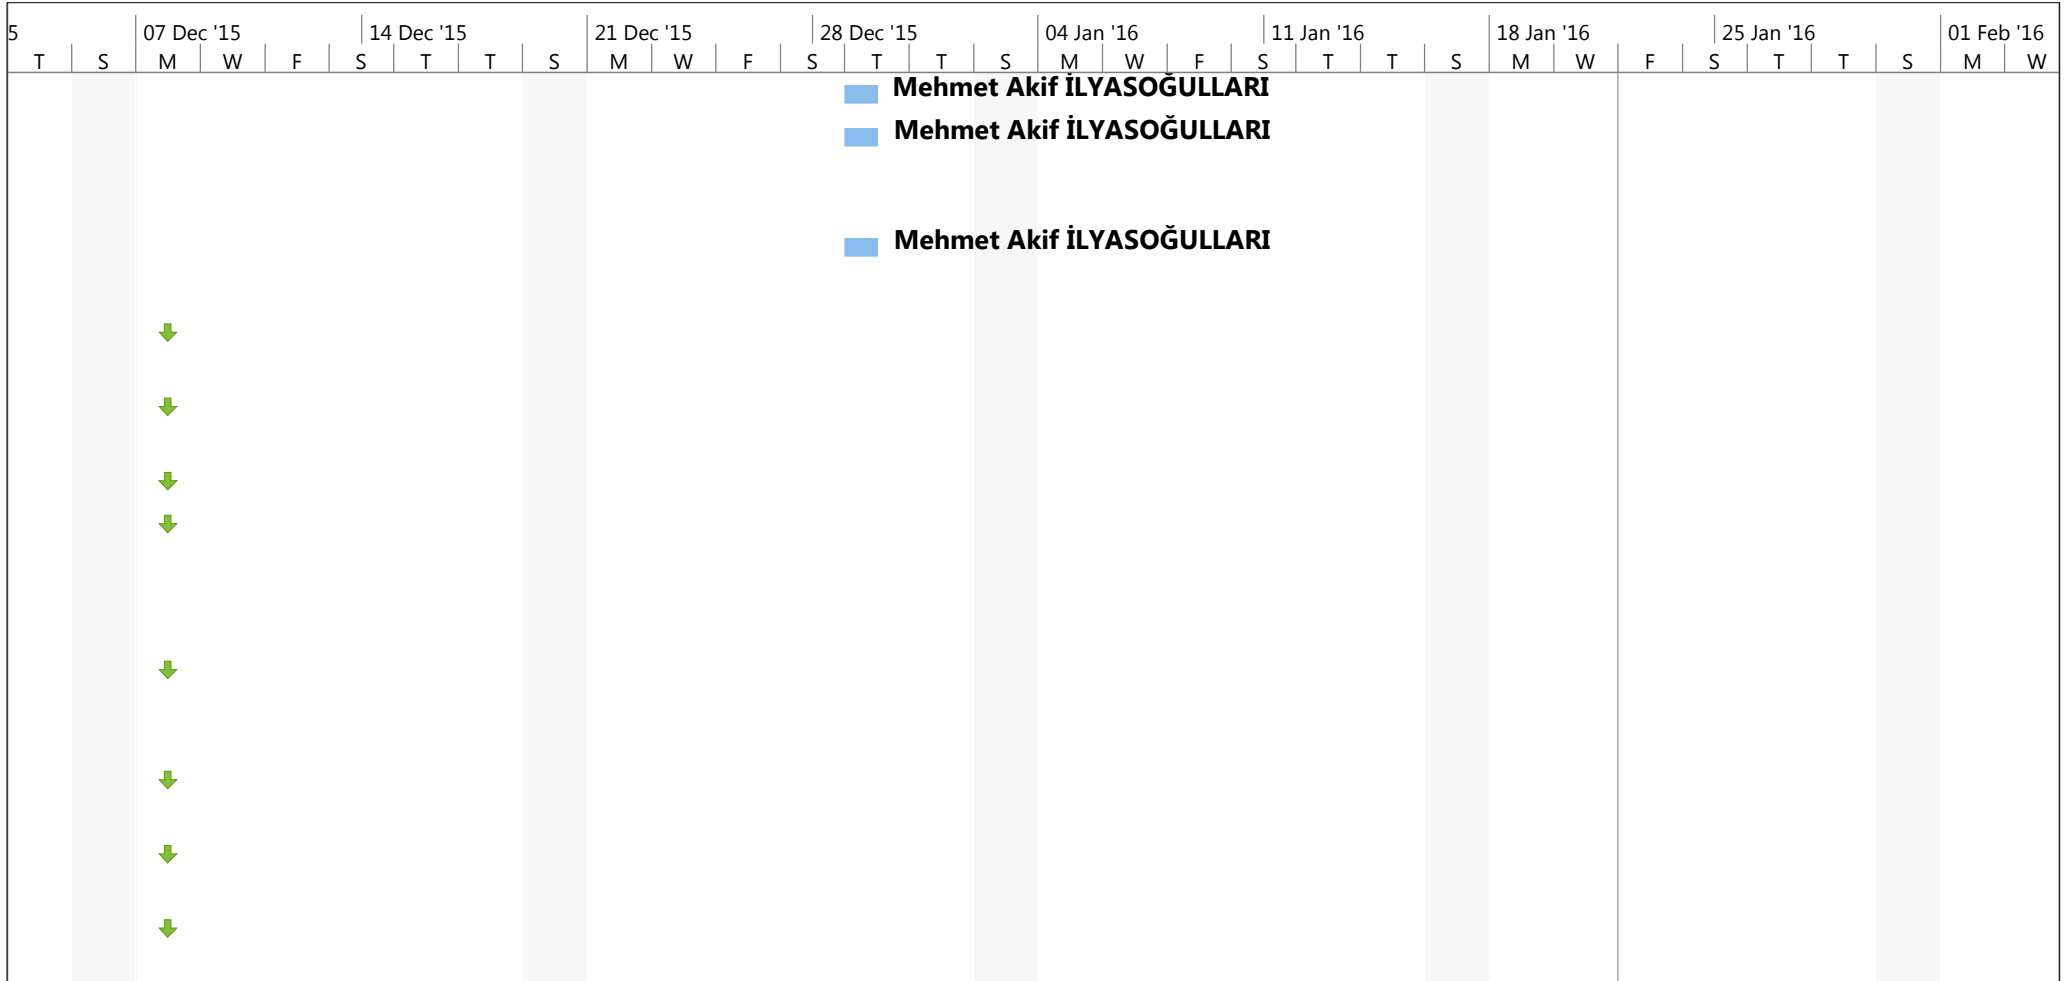 5 07 Dec '15 14 Dec '15 21 Dec '15 28 Dec '15 04 Jan '16 11 Jan '16 18 Jan '16 25 Jan '16 01 Feb '16
T S M W F S T T S M W F S T T S M W F S T T S M W F S T T S M W
Mehmet Akif İLYASOĞULLARI
Mehmet Akif İLYASOĞULLARI
Mehmet Akif İLYASOĞULLARI